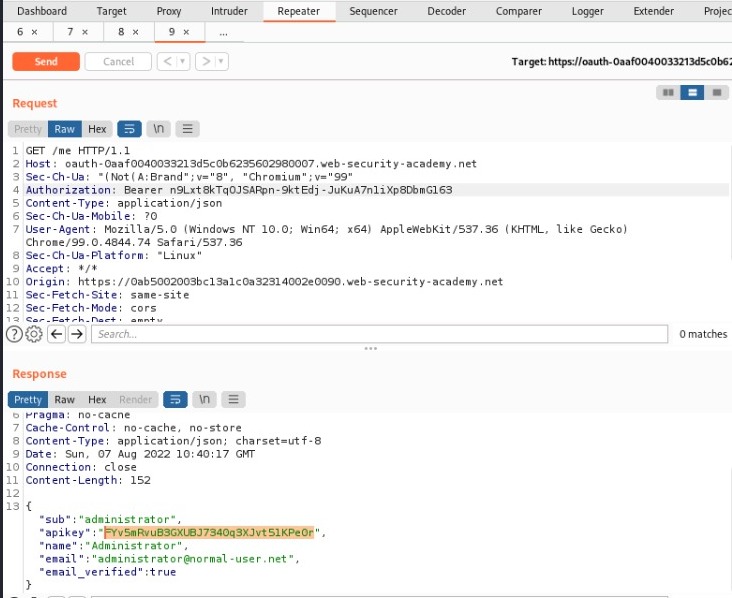 Dashboard Target Proxy Intruder Repeater Sequencer Decoder Comparer Logger Extender Projec
6 × 7 × 8 × 9 × ...
Send Cancel < > Target: https://oauth-0aaf0040033213d5c0b62
Request
Pretty Raw Hex \n
1 GET /me HTTP/1.1
2 Host: oauth-0aaf0040033213d5c0b6235602980007.web-security-academy.net
3 Sec-Ch-Ua: "(Not(A:Brand";v="8", "Chromium";v="99"
4 Authorization: Bearer n9Lxt8kTqOJSARpn-9ktEdj-JuKuA7n1iXp8DbmG163
5 Content-Type: application/json
6 Sec-Ch-Ua-Mobile: ?0
7 User-Agent: Mozilla/5.0 (Windows NT 10.0; Win64; x64) AppleWebKit/537.36 (KHTML, like Gecko)
Chrome/99.0.4844.74 Safari/537.36
8 Sec-Ch-Ua-Platform: "Linux"
9 Accept: */*
10 Origin: https://0ab5002003bc13a1c0a32314002e0090.web-security-academy.net
11 Sec-Fetch-Site: same-site
12 Sec-Fetch-Mode: cors
13 Sec-Fetch-Dest: empty
Search... 0 matches
Response
Pretty Raw Hex Render \n
6 Pragma: no-cache
7 Cache-Control: no-cache, no-store
8 Content-Type: application/json; charset=utf-8
9 Date: Sun, 07 Aug 2022 10:40:17 GMT
10 Connection: close
11 Content-Length: 152
12
13 {
"sub":"administrator",
"apikey":"FYv5mRvuB3GXUBJ7340q3XJvt51KPeOr",
"name":"Administrator",
"email":"administrator@normal-user.net",
"email_verified":true
}